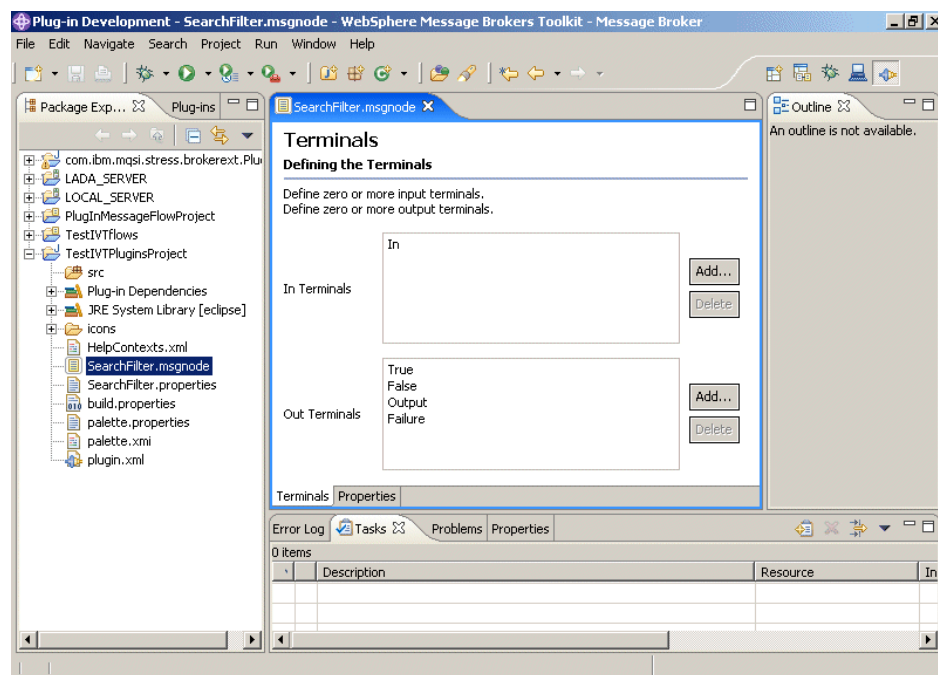 Plug-in Development - SearchFilter.msgnode - WebSphere Message Brokers Toolkit - Message Broker
File Edit Navigate Search Project Run Window Help
Package Exp... Plug-ins
com.ibm.mqsi.stress.brokerext.Plu
LADA_SERVER
LOCAL_SERVER
PlugInMessageFlowProject
TestIVTflows
TestIVTPluginsProject
src
Plug-in Dependencies
JRE System Library [eclipse]
icons
HelpContexts.xml
SearchFilter.msgnode
SearchFilter.properties
build.properties
palette.properties
palette.xmi
plugin.xml
SearchFilter.msgnode
Terminals
Defining the Terminals
Define zero or more input terminals.
Define zero or more output terminals.
In Terminals
In
Add...
Delete
Out Terminals
True
False
Output
Failure
Add...
Delete
Terminals Properties
Outline
An outline is not available.
Error Log Tasks Problems Properties
0 items
Description Resource In